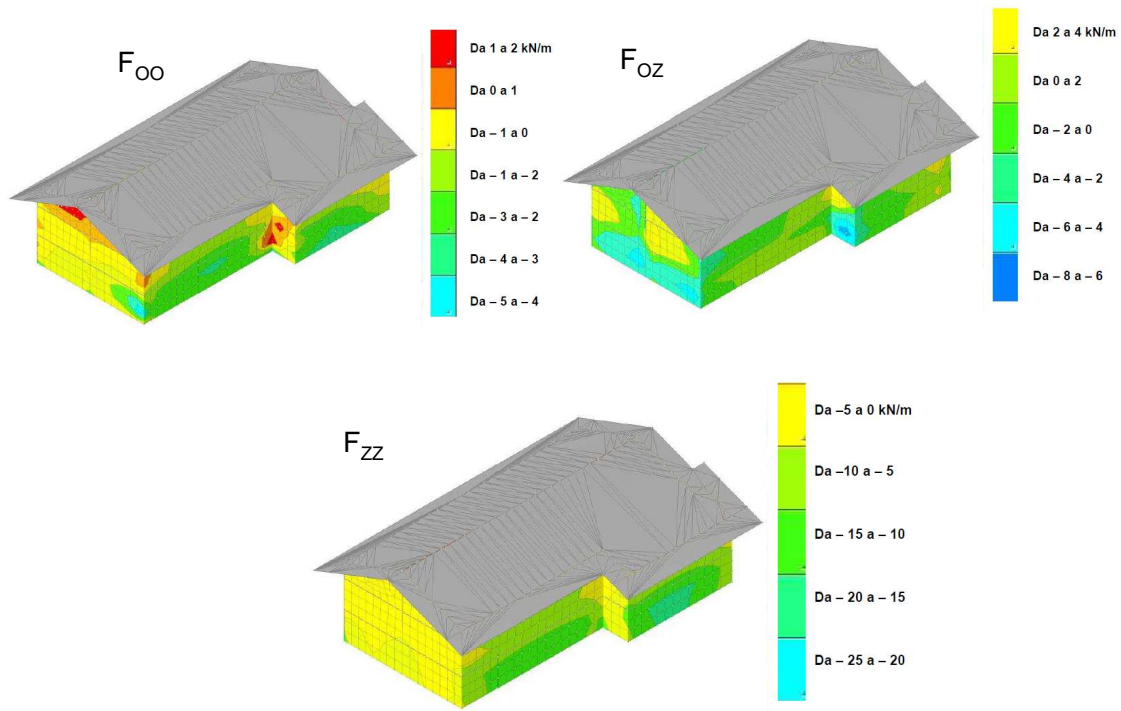 F_OO
Da 1 a 2 kN/m
Da 0 a 1
Da – 1 a 0
Da – 1 a – 2
Da – 3 a – 2
Da – 4 a – 3
Da – 5 a – 4
F_OZ
Da 2 a 4 kN/m
Da 0 a 2
Da – 2 a 0
Da – 4 a – 2
Da – 6 a – 4
Da – 8 a – 6
F_ZZ
Da –5 a 0 kN/m
Da –10 a – 5
Da – 15 a – 10
Da – 20 a – 15
Da – 25 a – 20